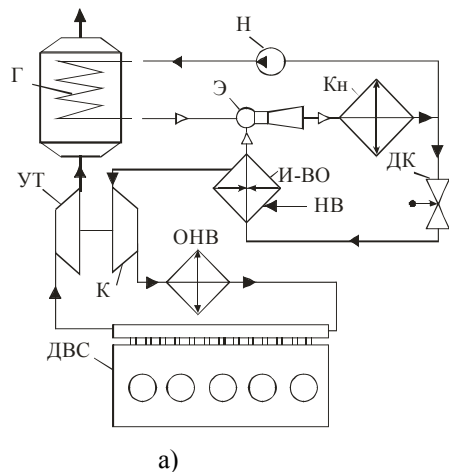 Н
Г
Э
Кн
И-ВО
ДК
УТ
НВ
ОНВ
К
ДВС
а)